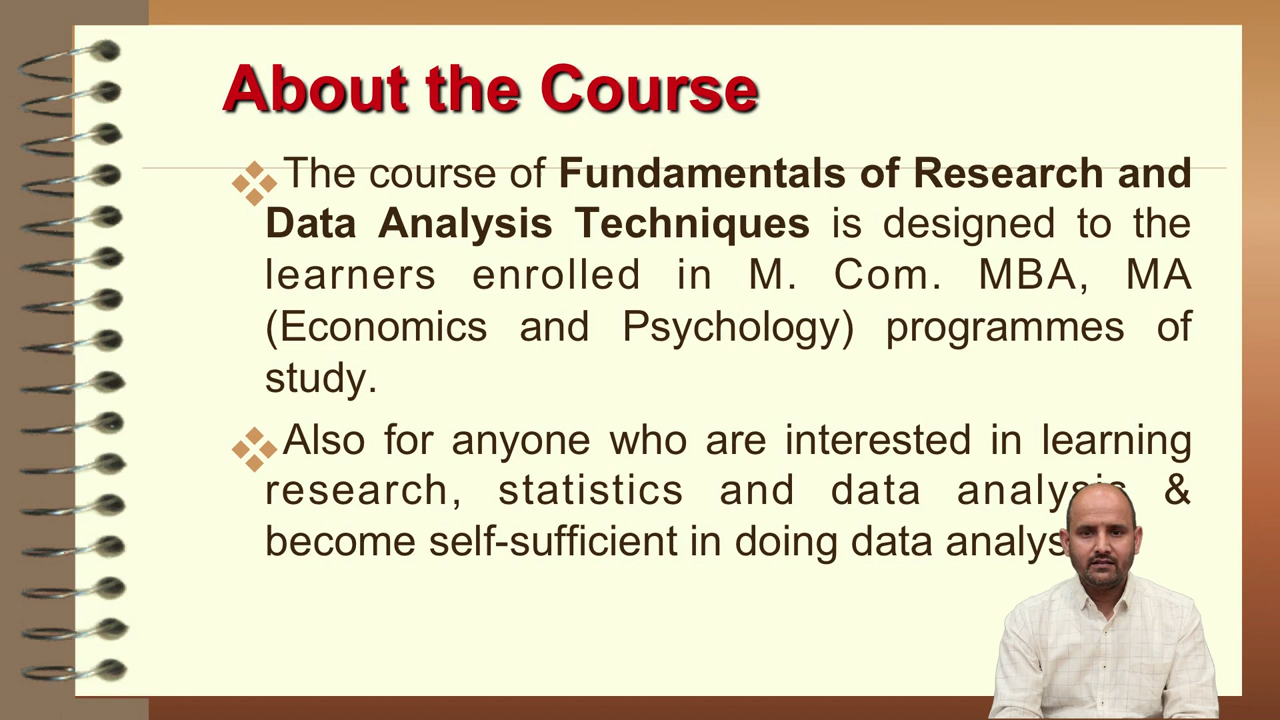 About the Course
The course of Fundamentals of Research and
Data Analysis Techniques is designed to the
learners enrolled in M. Com. MBA, MA
(Economics and Psychology) programmes of
study.
Also for anyone who are interested in learning
research, statistics and data analysis &
become self-sufficient in doing data